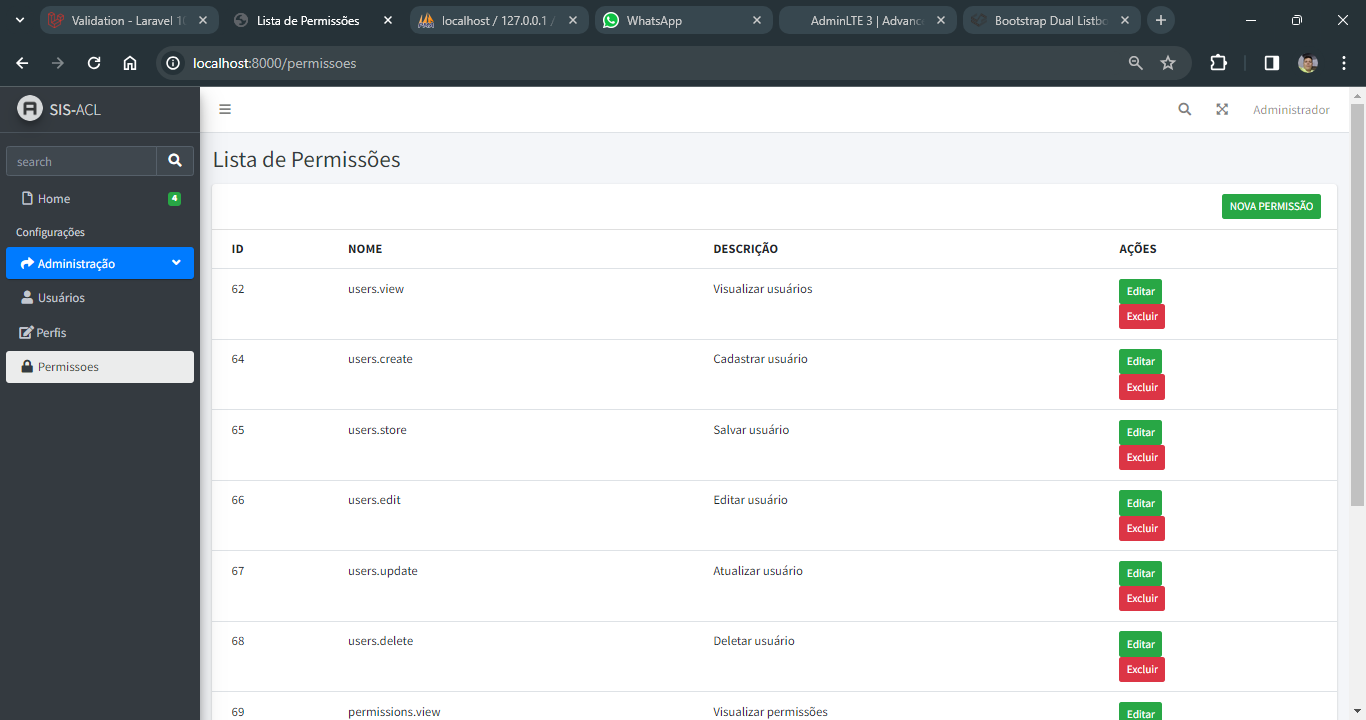 Validation - Laravel 10
Lista de Permissões
localhost / 127.0.0.1 /
WhatsApp
AdminLTE 3 | Advanc
Bootstrap Dual Listbo
localhost:8000/permissoes
SIS-ACL
Administrador
search
Lista de Permissões
Home 4
NOVA PERMISSÃO
Configurações
Administração
Usuários
Perfis
Permissoes
ID NOME DESCRIÇÃO AÇÕES
62 users.view Visualizar usuários Editar
Excluir
64 users.create Cadastrar usuário Editar
Excluir
65 users.store Salvar usuário Editar
Excluir
66 users.edit Editar usuário Editar
Excluir
67 users.update Atualizar usuário Editar
Excluir
68 users.delete Deletar usuário Editar
Excluir
69 permissions.view Visualizar permissões Editar